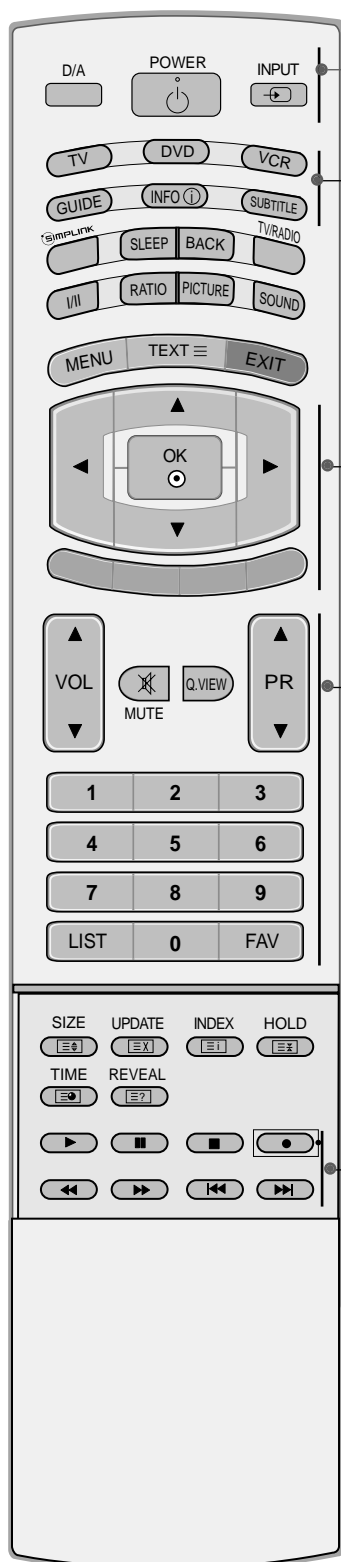 D/A POWER INPUT
TV DVD VCR
GUIDE INFO ⓘ SUBTITLE
SIMPLINK SLEEP BACK TV/RADIO
I/II RATIO PICTURE SOUND
MENU TEXT EXIT
OK
VOL MUTE Q.VIEW PR
1 2 3
4 5 6
7 8 9
LIST 0 FAV
SIZE UPDATE INDEX HOLD
X i
TIME REVEAL
?